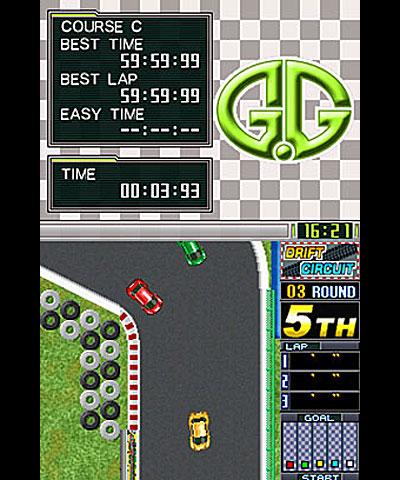 COURSE C
BEST TIME
59:59:99
BEST LAP
59:59:99
EASY TIME
--:--:--
G.G
TIME
00:03:93
16:21
DRIFT
CIRCUIT
03 ROUND
5TH
LAP
1 ' "
2 ' "
3 ' "
GOAL
START